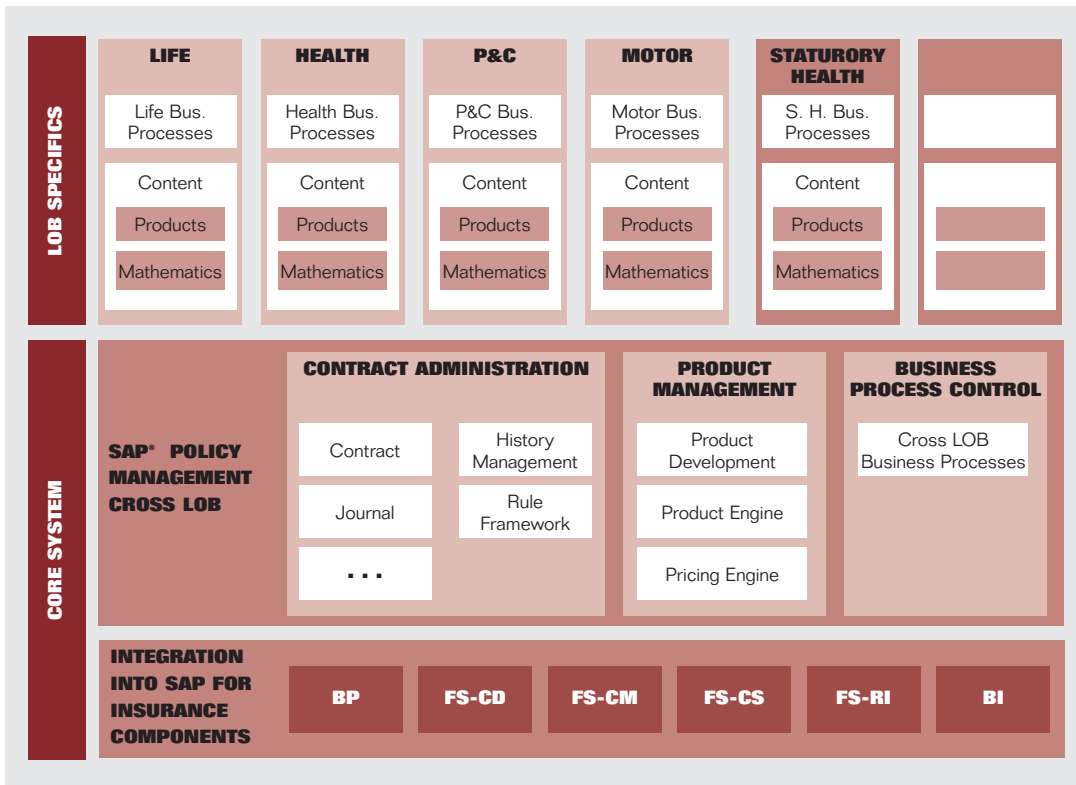 LOB SPECIFICS
LIFE
Life Bus.
Processes
Content
Products
Mathematics
HEALTH
Health Bus.
Processes
Content
Products
Mathematics
P&C
P&C Bus.
Processes
Content
Products
Mathematics
MOTOR
Motor Bus.
Processes
Content
Products
Mathematics
STATURORY
HEALTH
S. H. Bus.
Processes
Content
Products
Mathematics
CORE SYSTEM
SAP® POLICY
MANAGEMENT
CROSS LOB
CONTRACT ADMINISTRATION
Contract
Journal
...
History
Management
Rule
Framework
PRODUCT
MANAGEMENT
Product
Development
Product Engine
Pricing Engine
BUSINESS
PROCESS CONTROL
Cross LOB
Business Processes
INTEGRATION
INTO SAP FOR
INSURANCE
COMPONENTS
BP
FS-CD
FS-CM
FS-CS
FS-RI
BI